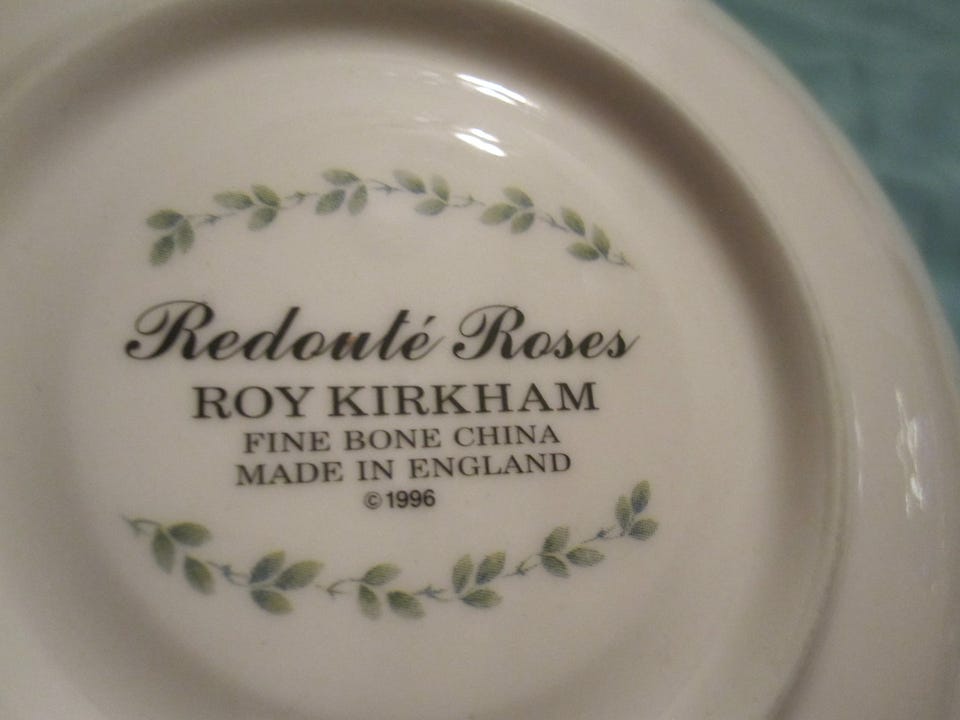 Redouté Roses
ROY KIRKHAM
FINE BONE CHINA
MADE IN ENGLAND
©1996